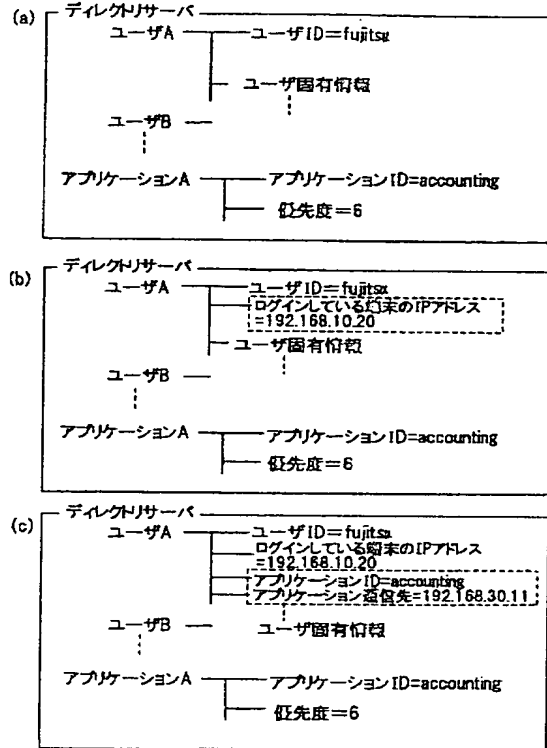 (a)
ディレクトリサーバ
ユーザA
ユーザID=fujitsu
ユーザ固有情報
ユーザB
アプリケーションA
アプリケーションID=accounting
優先度=6
(b)
ディレクトリサーバ
ユーザA
ユーザID=fujitsu
ログインしている端末のIPアドレス
=192.168.10.20
ユーザ固有情報
ユーザB
アプリケーションA
アプリケーションID=accounting
優先度=6
(c)
ディレクトリサーバ
ユーザA
ユーザID=fujitsu
ログインしている端末のIPアドレス
=192.168.10.20
アプリケーションID=accounting
アプリケーション通信先=192.168.30.11
ユーザB
ユーザ固有情報
アプリケーションA
アプリケーションID=accounting
優先度=6